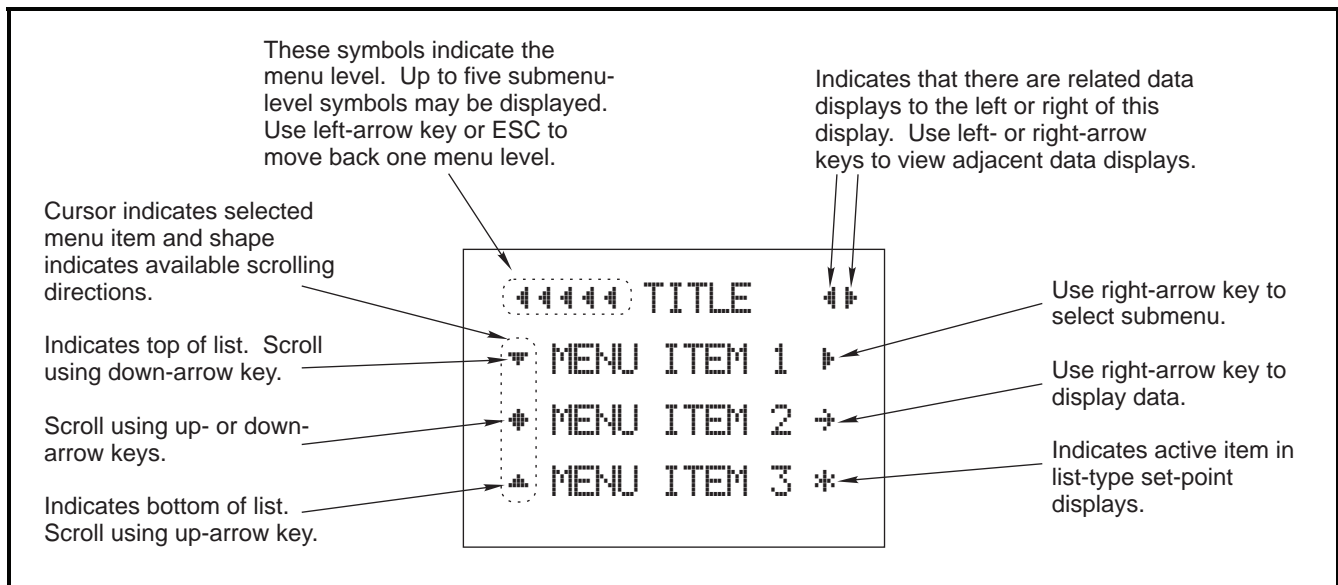 These symbols indicate the
menu level.  Up to five submenu-
level symbols may be displayed.
Use left-arrow key or ESC to
move back one menu level.
Indicates that there are related data
displays to the left or right of this
display.  Use left- or right-arrow
keys to view adjacent data displays.
Cursor indicates selected
menu item and shape
indicates available scrolling
directions.
Indicates top of list.  Scroll
using down-arrow key.
Scroll using up- or down-
arrow keys.
Indicates bottom of list.
Scroll using up-arrow key.
TITLE
MENU ITEM 1
MENU ITEM 2
MENU ITEM 3
Use right-arrow key to
select submenu.
Use right-arrow key to
display data.
Indicates active item in
list-type set-point
displays.